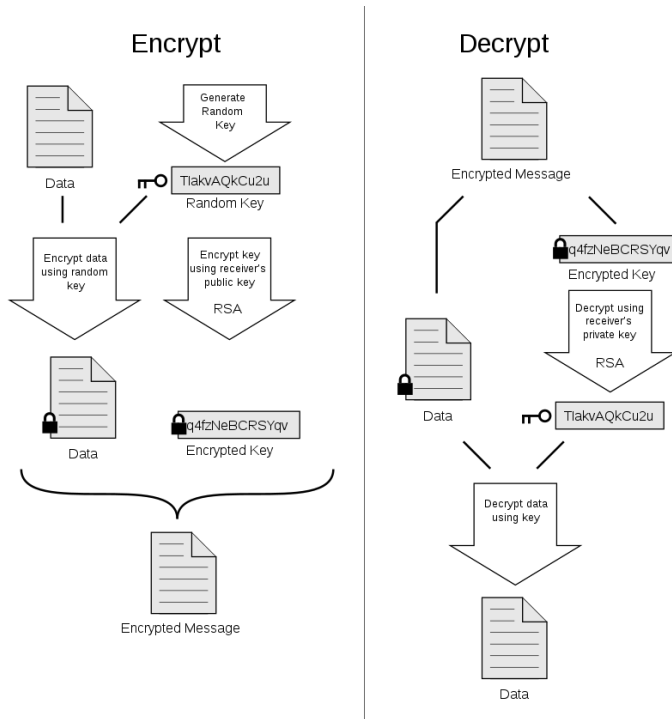 Encrypt
Generate
Random
Key
Data
TIakvAQkCu2u
Random Key
Encrypt data
using random
key
Encrypt key
using receiver's
public key
RSA
Data
q4fzNeBCRSYqv
Encrypted Key
Encrypted Message
Decrypt
Encrypted Message
q4fzNeBCRSYqv
Encrypted Key
Decrypt using
receiver's
private key
RSA
Data
TIakvAQkCu2u
Decrypt data
using key
Data